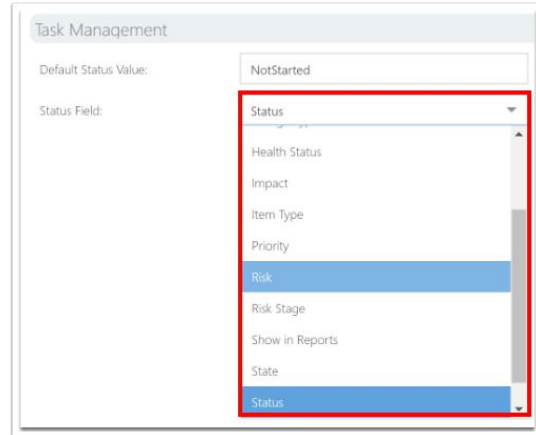 Task Management
Default Status Value: NotStarted
Status Field: Status
Health Status
Impact
Item Type
Priority
Risk
Risk Stage
Show in Reports
State
Status